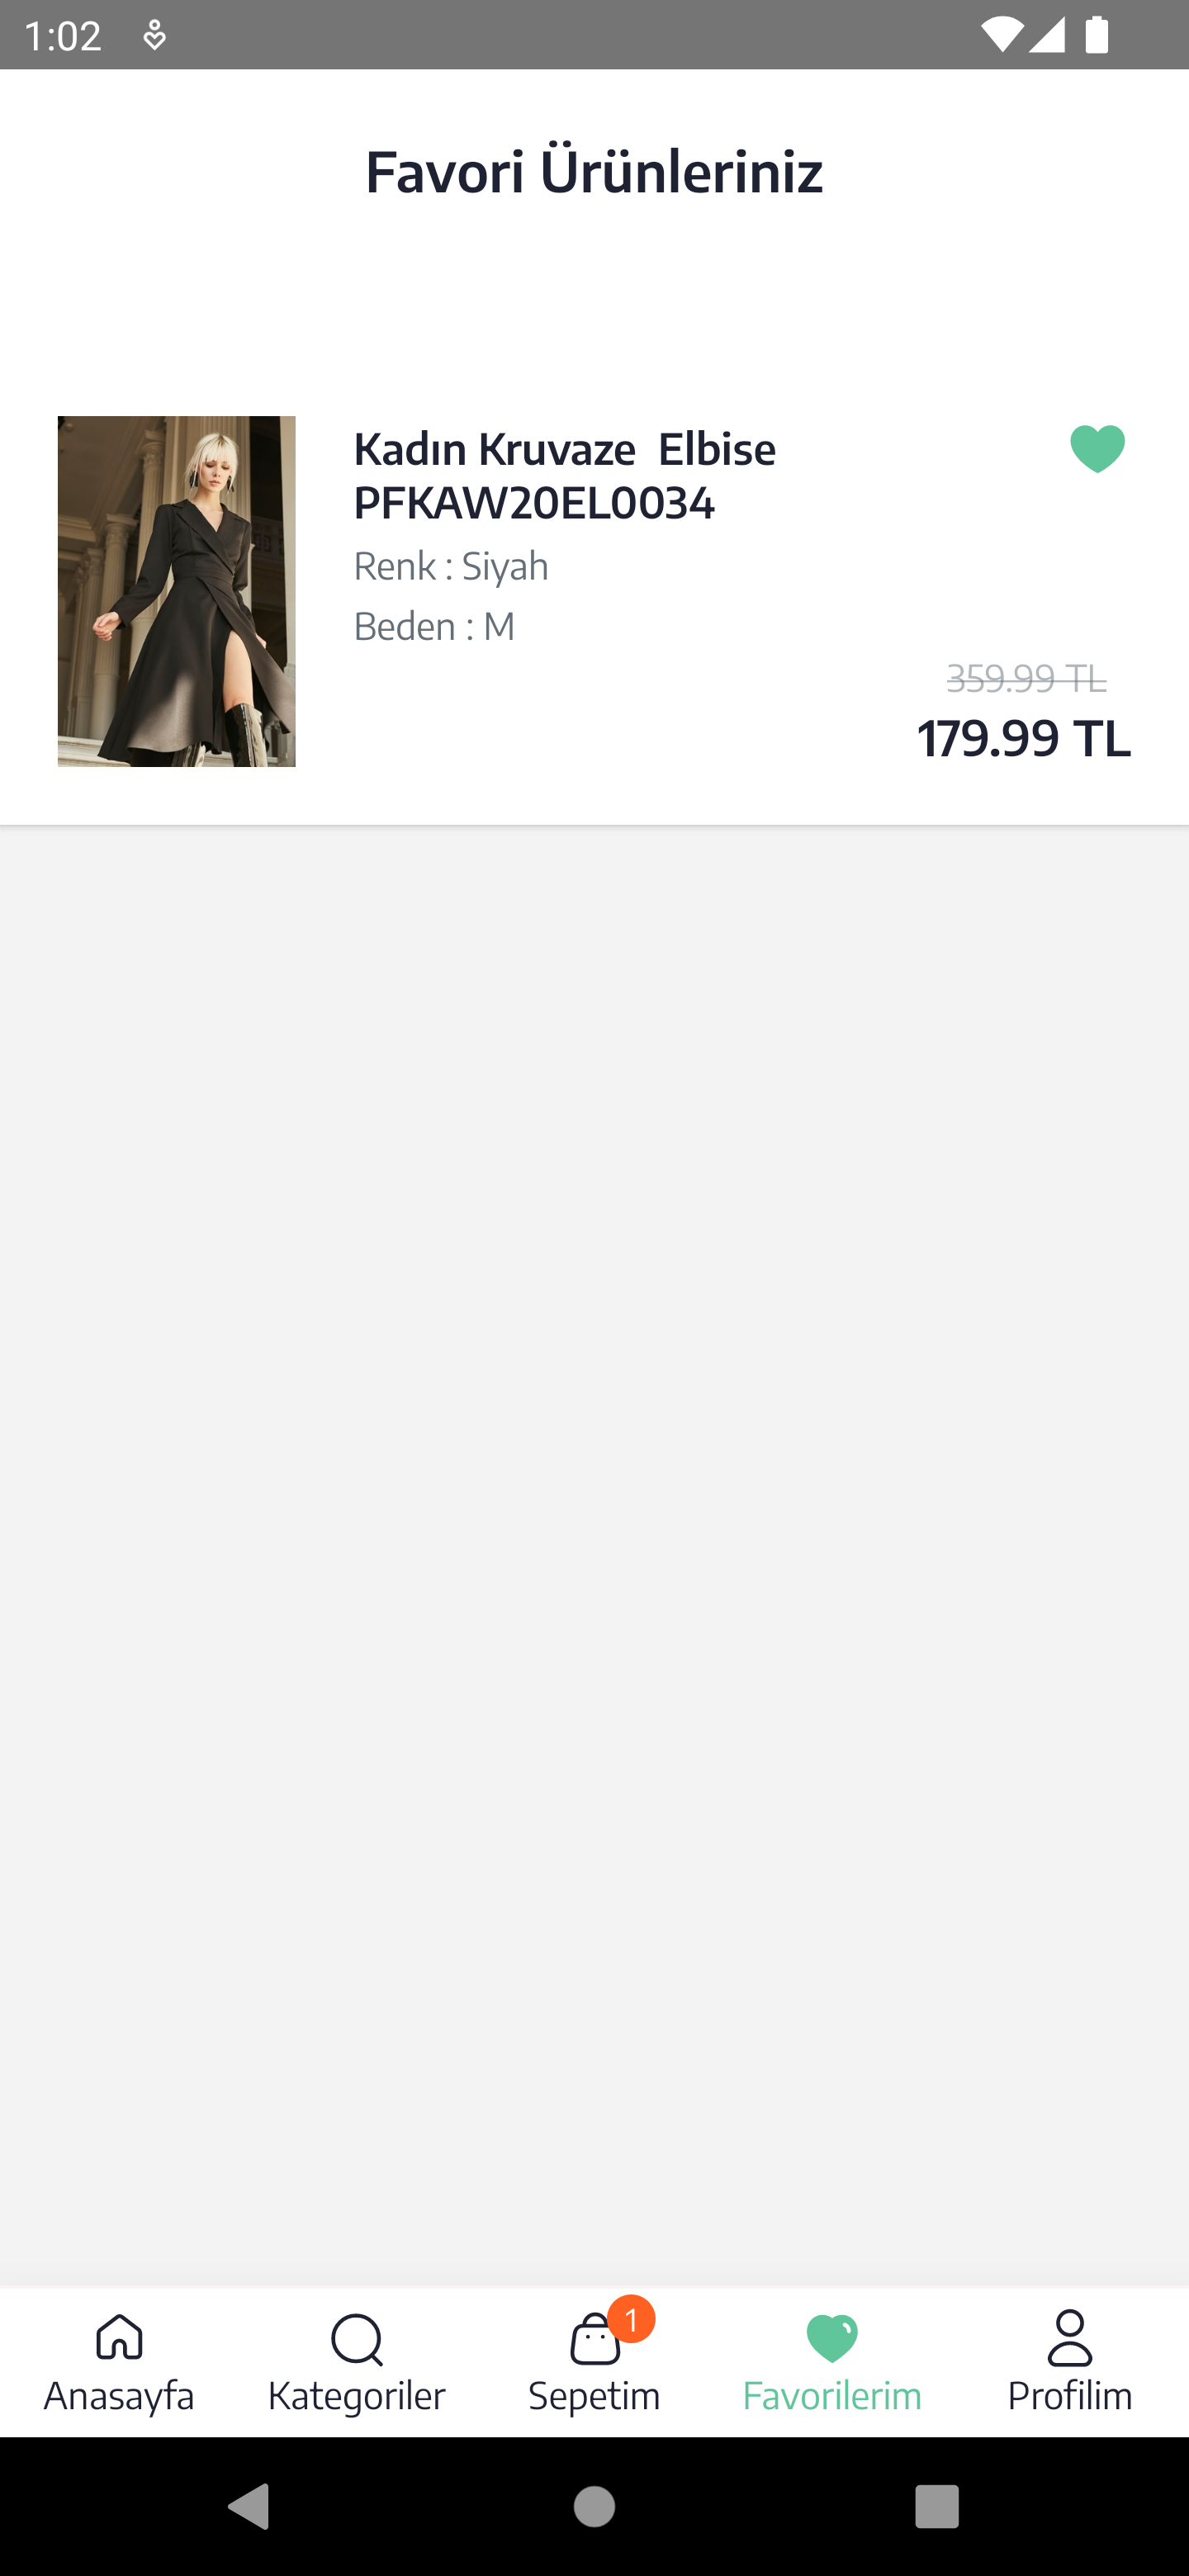 1:02
Favori Ürünleriniz
Kadın Kruvaze  Elbise
PFKAW20EL0034
Renk : Siyah
Beden : M
359.99 TL
179.99 TL
1
Anasayfa
Kategoriler
Sepetim
Favorilerim
Profilim